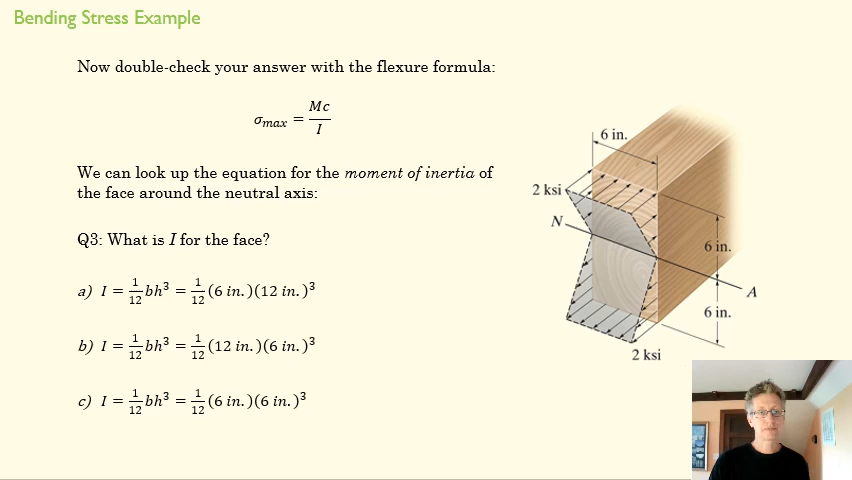 Bending Stress Example
Now double-check your answer with the flexure formula:
σmax = Mc / I
We can look up the equation for the moment of inertia of
the face around the neutral axis:
Q3: What is I for the face?
a) I = 1/12 bh³ = 1/12 (6 in.)(12 in.)³
b) I = 1/12 bh³ = 1/12 (12 in.)(6 in.)³
c) I = 1/12 bh³ = 1/12 (6 in.)(6 in.)³
6 in.
2 ksi
N
6 in.
A
6 in.
2 ksi